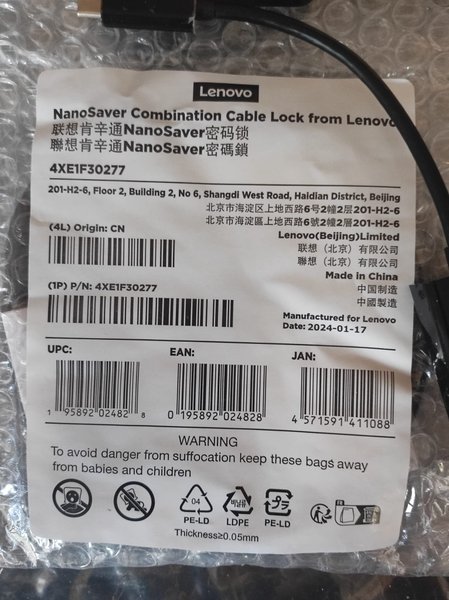 Lenovo
NanoSaver Combination Cable Lock from Lenovo
联想肯辛通NanoSaver密码锁
聯想肯辛通NanoSaver密碼鎖
4XE1F30277
201-H2-6, Floor 2, Building 2, No 6, Shangdi West Road, Haidian District, Beijing
北京市海淀区上地西路6号2幢2层201-H2-6
北京市海淀區上地西路6號2幢2層201-H2-6
(4L) Origin: CN
Lenovo(Beijing)Limited
联想（北京）有限公司
聯想（北京）有限公司
Made in China
中国制造
中國製造
(1P) P/N: 4XE1F30277
Manufactured for Lenovo
Date: 2024-01-17
UPC:
EAN:
JAN:
1 95892 02482 8
0 195892 024828
4 571591 411088
WARNING
To avoid danger from suffocation keep these bags away
from babies and children
04
PE-LD
LDPE
プラ
PE-LD
Thickness≥0.05mm